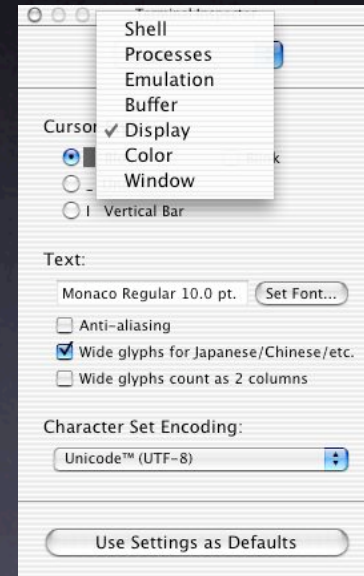 Shell
Processes
Emulation
Buffer
✓ Display
Color
Window
Cursor
Vertical Bar
Text:
Monaco Regular 10.0 pt. Set Font...
Anti-aliasing
Wide glyphs for Japanese/Chinese/etc.
Wide glyphs count as 2 columns
Character Set Encoding:
Unicode™ (UTF-8)
Use Settings as Defaults